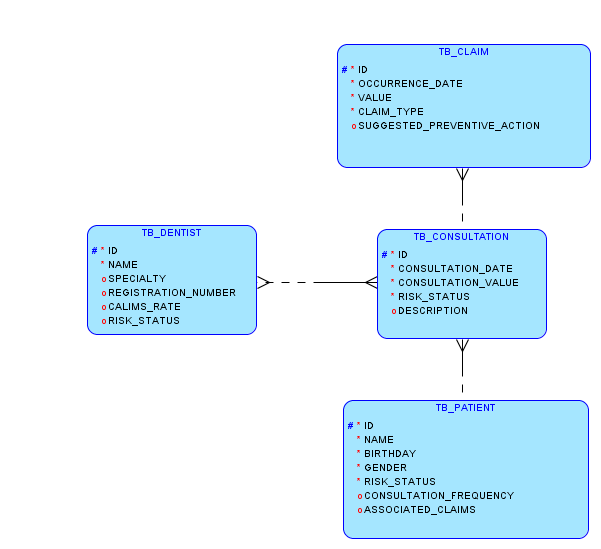 TB_CLAIM
# * ID
* OCCURRENCE_DATE
* VALUE
* CLAIM_TYPE
o SUGGESTED_PREVENTIVE_ACTION
TB_DENTIST
# * ID
* NAME
o SPECIALTY
o REGISTRATION_NUMBER
o CALIMS_RATE
o RISK_STATUS
TB_CONSULTATION
# * ID
* CONSULTATION_DATE
* CONSULTATION_VALUE
* RISK_STATUS
o DESCRIPTION
TB_PATIENT
# * ID
* NAME
* BIRTHDAY
* GENDER
* RISK_STATUS
o CONSULTATION_FREQUENCY
o ASSOCIATED_CLAIMS